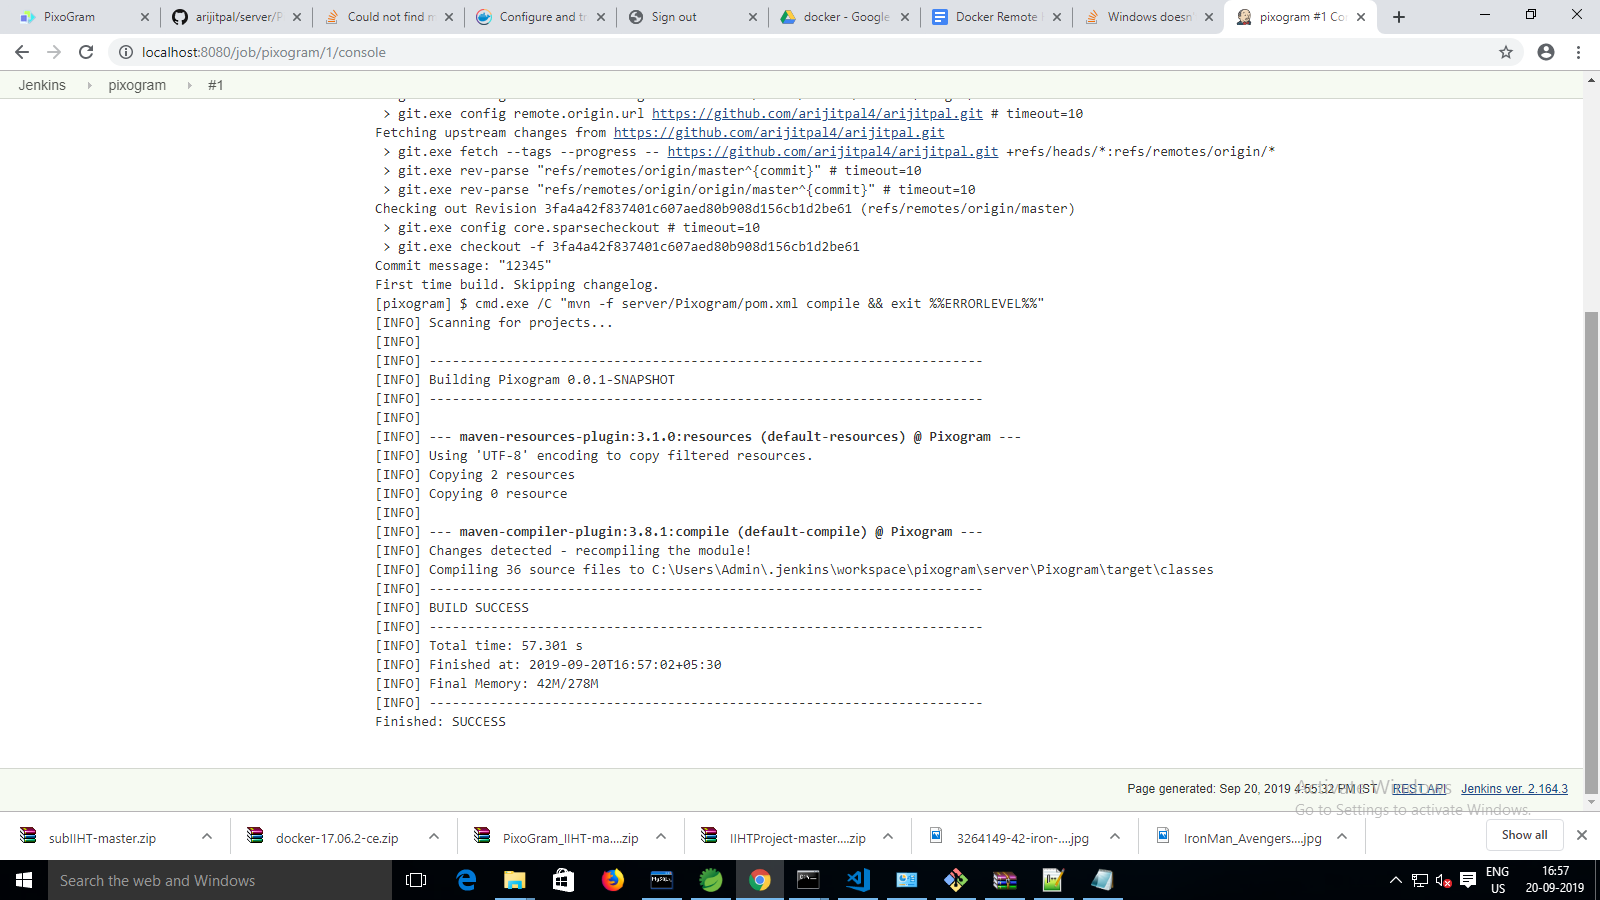 PixoGram
arijitpal/server/P
Could not find m
Configure and tr
Sign out
docker - Google
Docker Remote
Windows doesn'
pixogram #1 Co
localhost:8080/job/pixogram/1/console
Jenkins pixogram #1
> git.exe config remote.origin.url https://github.com/arijitpal4/arijitpal.git # timeout=10
Fetching upstream changes from https://github.com/arijitpal4/arijitpal.git
> git.exe fetch --tags --progress -- https://github.com/arijitpal4/arijitpal.git +refs/heads/*:refs/remotes/origin/*
> git.exe rev-parse "refs/remotes/origin/master^{commit}" # timeout=10
> git.exe rev-parse "refs/remotes/origin/origin/master^{commit}" # timeout=10
Checking out Revision 3fa4a42f837401c607aed80b908d156cb1d2be61 (refs/remotes/origin/master)
> git.exe config core.sparsecheckout # timeout=10
> git.exe checkout -f 3fa4a42f837401c607aed80b908d156cb1d2be61
Commit message: "12345"
First time build. Skipping changelog.
[pixogram] $ cmd.exe /C "mvn -f server/Pixogram/pom.xml compile && exit %%ERRORLEVEL%%"
[INFO] Scanning for projects...
[INFO]
[INFO] ------------------------------------------------------------------------
[INFO] Building Pixogram 0.0.1-SNAPSHOT
[INFO] ------------------------------------------------------------------------
[INFO]
[INFO] --- maven-resources-plugin:3.1.0:resources (default-resources) @ Pixogram ---
[INFO] Using 'UTF-8' encoding to copy filtered resources.
[INFO] Copying 2 resources
[INFO] Copying 0 resource
[INFO]
[INFO] --- maven-compiler-plugin:3.8.1:compile (default-compile) @ Pixogram ---
[INFO] Changes detected - recompiling the module!
[INFO] Compiling 36 source files to C:\Users\Admin\.jenkins\workspace\pixogram\server\Pixogram\target\classes
[INFO] ------------------------------------------------------------------------
[INFO] BUILD SUCCESS
[INFO] ------------------------------------------------------------------------
[INFO] Total time: 57.301 s
[INFO] Finished at: 2019-09-20T16:57:02+05:30
[INFO] Final Memory: 42M/278M
[INFO] ------------------------------------------------------------------------
Finished: SUCCESS
Page generated: Sep 20, 2019 4:55:32 PM IST REST API Jenkins ver. 2.164.3
Activate Windows
Go to Settings to activate Windows.
subIIHT-master.zip
docker-17.06.2-ce.zip
PixoGram_IIHT-ma....zip
IIHTProject-master....zip
3264149-42-iron-....jpg
IronMan_Avengers....jpg
Show all
Search the web and Windows
ENG
US
16:57
20-09-2019